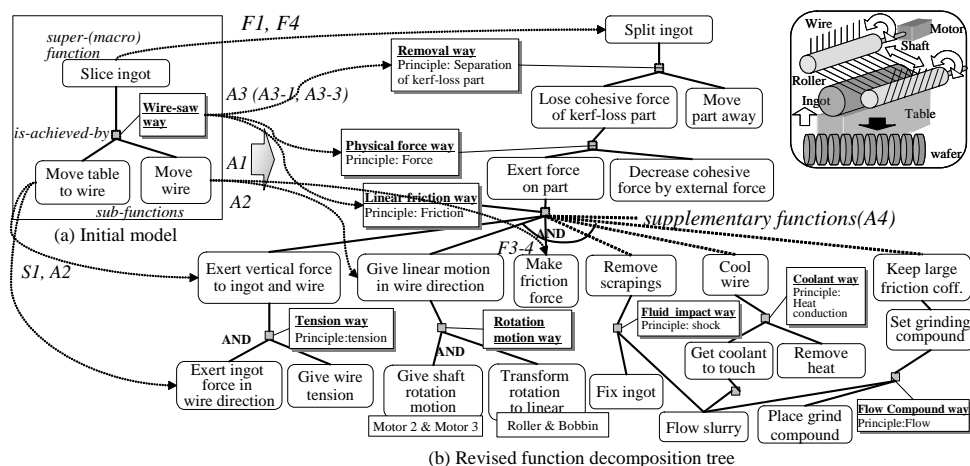 super-(macro)
function
Slice ingot
Wire-saw
way
is-achieved-by
Move table
to wire
Move
wire
sub-functions
(a) Initial model
F1, F4
A3 (A3-1, A3-3)
A1
A2
S1, A2
Split ingot
Removal way
Principle: Separation
of kerf-loss part
Lose cohesive force
of kerf-loss part
Move
part away
Physical force way
Principle: Force
Exert force
on part
Decrease cohesive
force by external force
Linear friction way
Principle: Friction
AND
supplementary functions(A4)
F3-4
Exert vertical force
to ingot and wire
Give linear motion
in wire direction
Make
friction
force
Remove
scrapings
Cool
wire
Keep large
friction coff.
Tension way
Principle:tension
AND
Rotation
motion way
AND
Fluid impact way
Principle: shock
Coolant way
Principle:
Heat
conduction
Set grinding
compound
Exert ingot
force in
wire direction
Give wire
tension
Give shaft
rotation
motion
Transform
rotation
to linear
Motor 2 & Motor 3
Roller & Bobbin
Fix ingot
Get coolant
to touch
Remove
heat
Flow slurry
Place grind
compound
Flow Compound way
Principle:Flow
(b) Revised function decomposition tree
Wire
Motor
Shaft
Roller
Ingot
Table
wafer